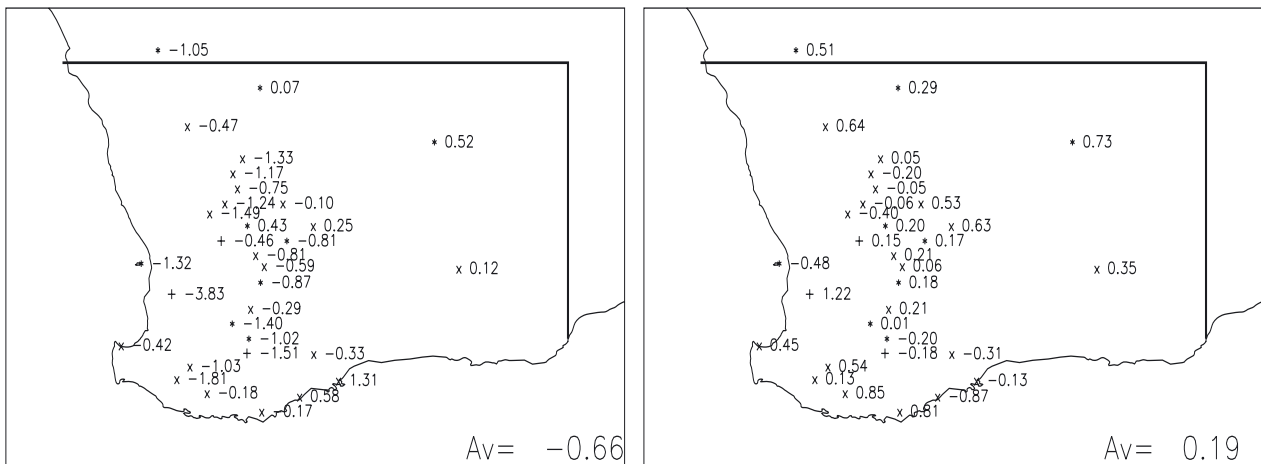 * -1.05
* 0.07
x -0.47
* 0.52
x -1.33
x -1.17
x -0.75
x -1.24
x -0.10
x -1.49
* 0.43
x 0.25
+ -0.46
* -0.81
x -0.81
x -0.59
x 0.12
* -1.32
* -0.87
+ -3.83
x -0.29
* -1.40
* -1.02
x -0.42
+ -1.51
x -0.33
x -1.03
x -1.81
x 1.31
x -0.18
x 0.58
x -0.17
Av= -0.66
* 0.51
* 0.29
x 0.64
* 0.73
x 0.05
x -0.20
x -0.05
x -0.06
x 0.53
x -0.40
* 0.20
x 0.63
+ 0.15
* 0.17
x 0.21
x 0.06
x 0.35
* -0.48
* 0.18
+ 1.22
x 0.21
* 0.01
* -0.20
x 0.45
+ -0.18
x -0.31
x 0.54
x 0.13
x -0.13
x 0.85
x -0.87
x 0.81
Av= 0.19